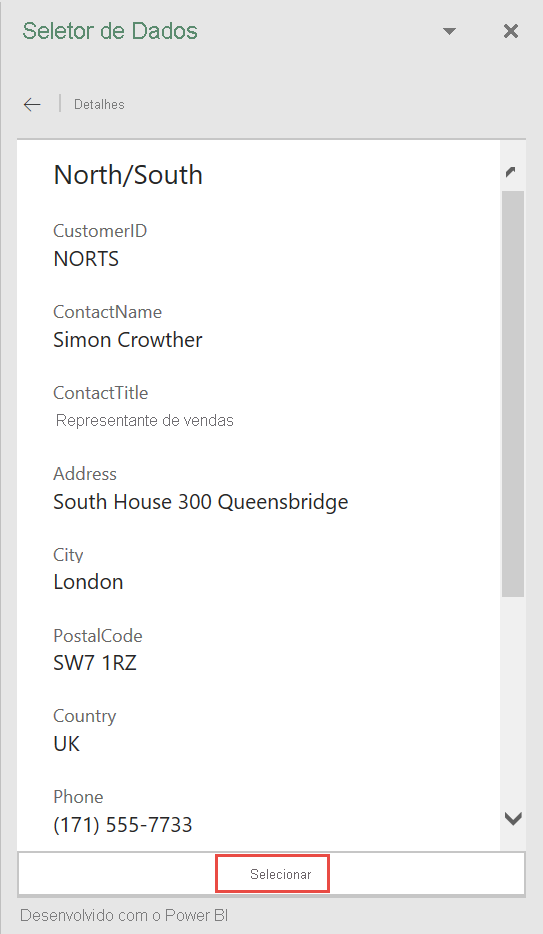 Seletor de Dados
Detalhes
North/South
CustomerID
NORTS
ContactName
Simon Crowther
ContactTitle
Representante de vendas
Address
South House 300 Queensbridge
City
London
PostalCode
SW7 1RZ
Country
UK
Phone
(171) 555-7733
Selecionar
Desenvolvido com o Power BI